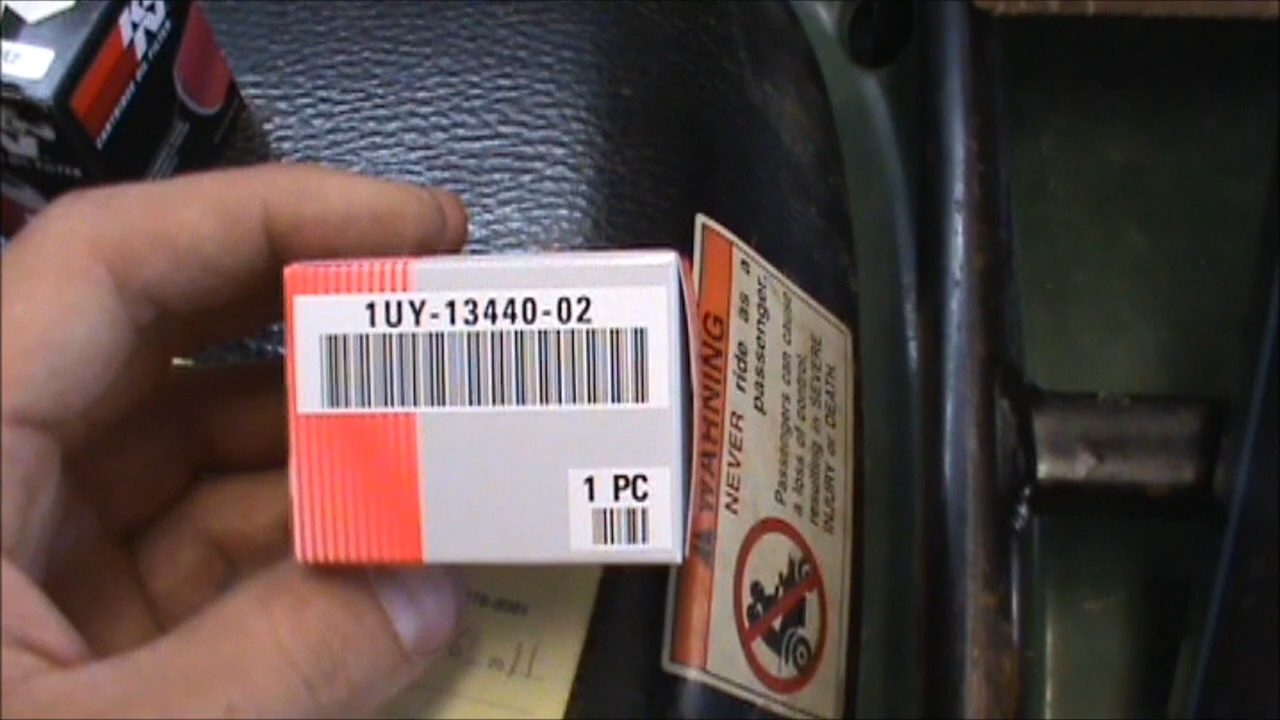 K&N
1UY-13440-02
1 PC
WARNING
NEVER ride as a
passenger.
Passengers can cause
a loss of control,
resulting in SEVERE
INJURY or DEATH.